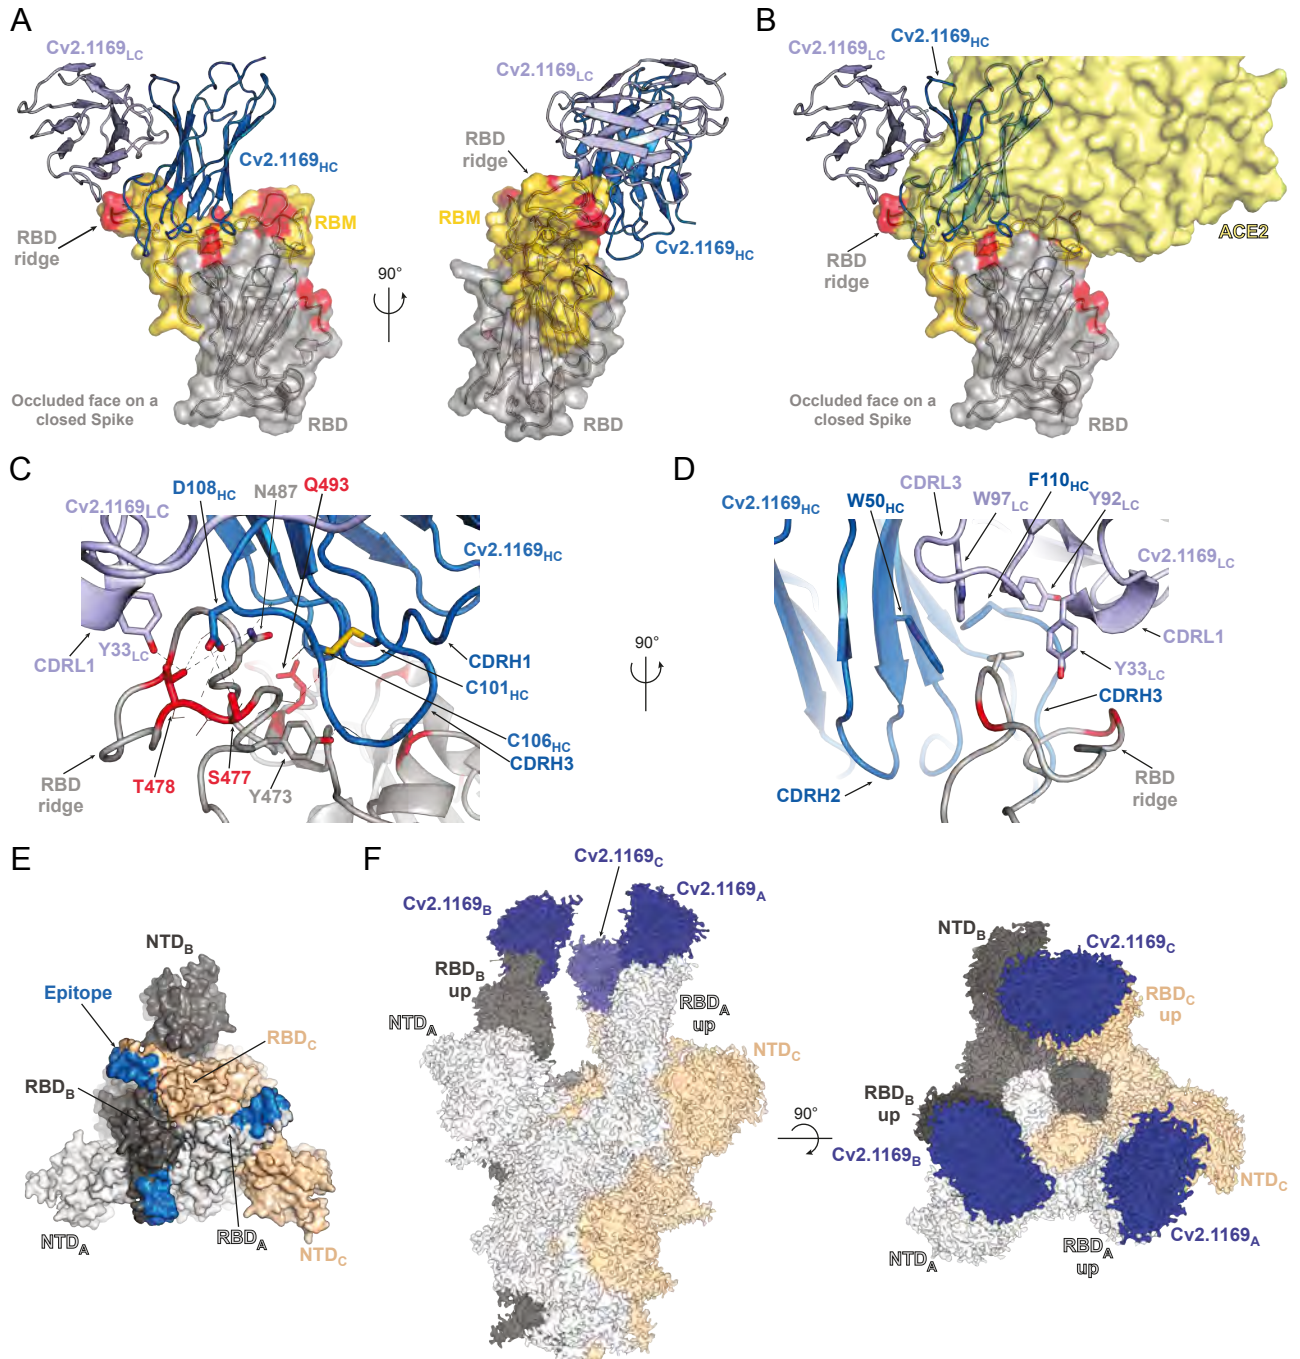 A
Cv2.1169LC
Cv2.1169HC
RBD
ridge
RBM
Occluded face on a
closed Spike
RBD
90°
Cv2.1169LC
RBD
ridge
RBM
Cv2.1169HC
RBD
B
Cv2.1169HC
Cv2.1169LC
RBD
ridge
ACE2
Occluded face on a
closed Spike
RBD
C
D108HC
N487
Q493
Cv2.1169LC
Cv2.1169HC
Y33LC
CDRL1
CDRH1
C101HC
C106HC
CDRH3
RBD
ridge
T478
S477
Y473
90°
D
CDRL3
F110HC
Cv2.1169HC
W50HC
W97LC
Y92LC
Cv2.1169LC
CDRL1
Y33LC
CDRH3
CDRH2
RBD
ridge
E
NTDB
Epitope
RBDC
RBDB
NTDA
RBDA
NTDC
F
Cv2.1169C
Cv2.1169B
Cv2.1169A
RBDB
up
RBDA
up
NTDA
NTDC
90°
NTDB
Cv2.1169C
RBDC
up
RBDB
up
Cv2.1169B
NTDC
Cv2.1169A
NTDA
RBDA
up